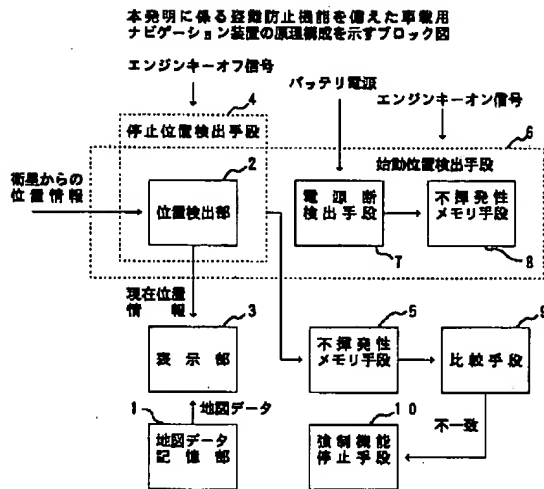 本発明に係る盗難防止機能を備えた車載用
ナビゲーション装置の原理構成を示すブロック図
エンジンキーオフ信号
バッテリ電源
エンジンキーオン信号
4
6
停止位置検出手段
始動位置検出手段
2
衛星からの
位置情報
位置検出部
電源断
検出手段
不揮発性
メモリ手段
7
8
現在位置
情報
3
5
9
表示部
不揮発性
メモリ手段
比較手段
1
地図データ
10
不一致
地図データ
記憶部
強制機能
停止手段